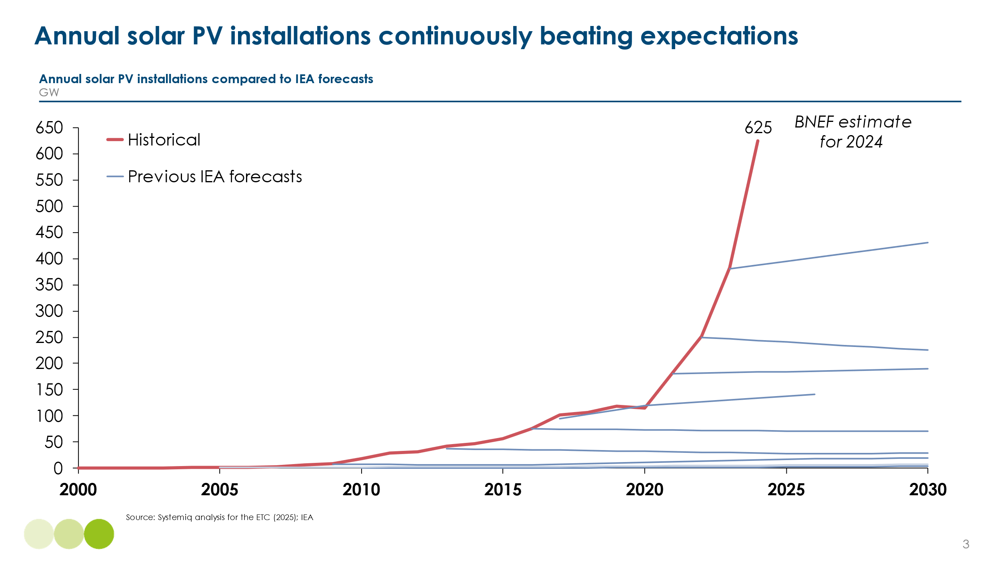 Annual solar PV installations continuously beating expectations
Annual solar PV installations compared to IEA forecasts
GW
650
600
550
500
450
400
350
300
250
200
150
100
50
0
Historical
Previous IEA forecasts
625
BNEF estimate
for 2024
2000
2005
2010
2015
2020
2025
2030
Source: Systemiq analysis for the ETC (2025); IEA
3